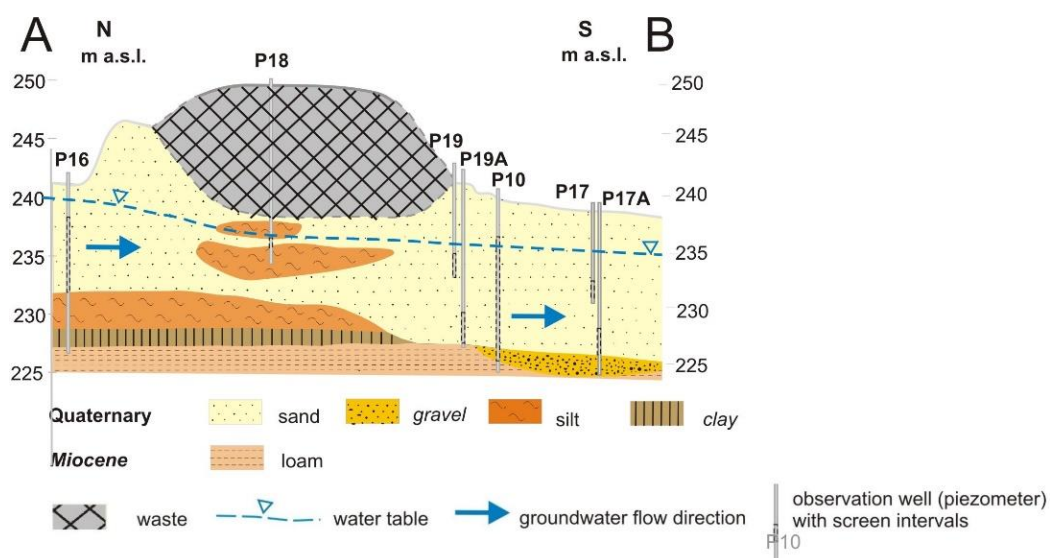 A N S B
m a.s.l. m a.s.l.
P18
250 250
245 245
P19
P16 P19A
P10
240 P17 P17A 240
235 235
230 230
225 225
Quaternary sand gravel silt clay
Miocene loam
waste water table groundwater flow direction observation well (piezometer)
with screen intervals
P10